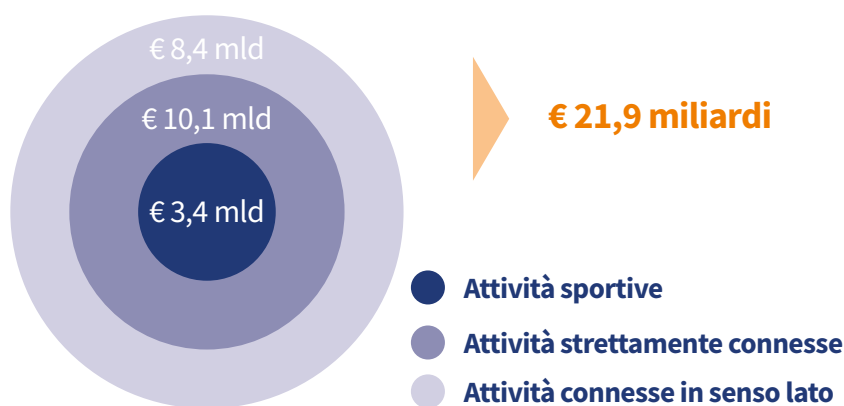 € 8,4 mld
€ 10,1 mld
€ 3,4 mld
€ 21,9 miliardi
Attività sportive
Attività strettamente connesse
Attività connesse in senso lato